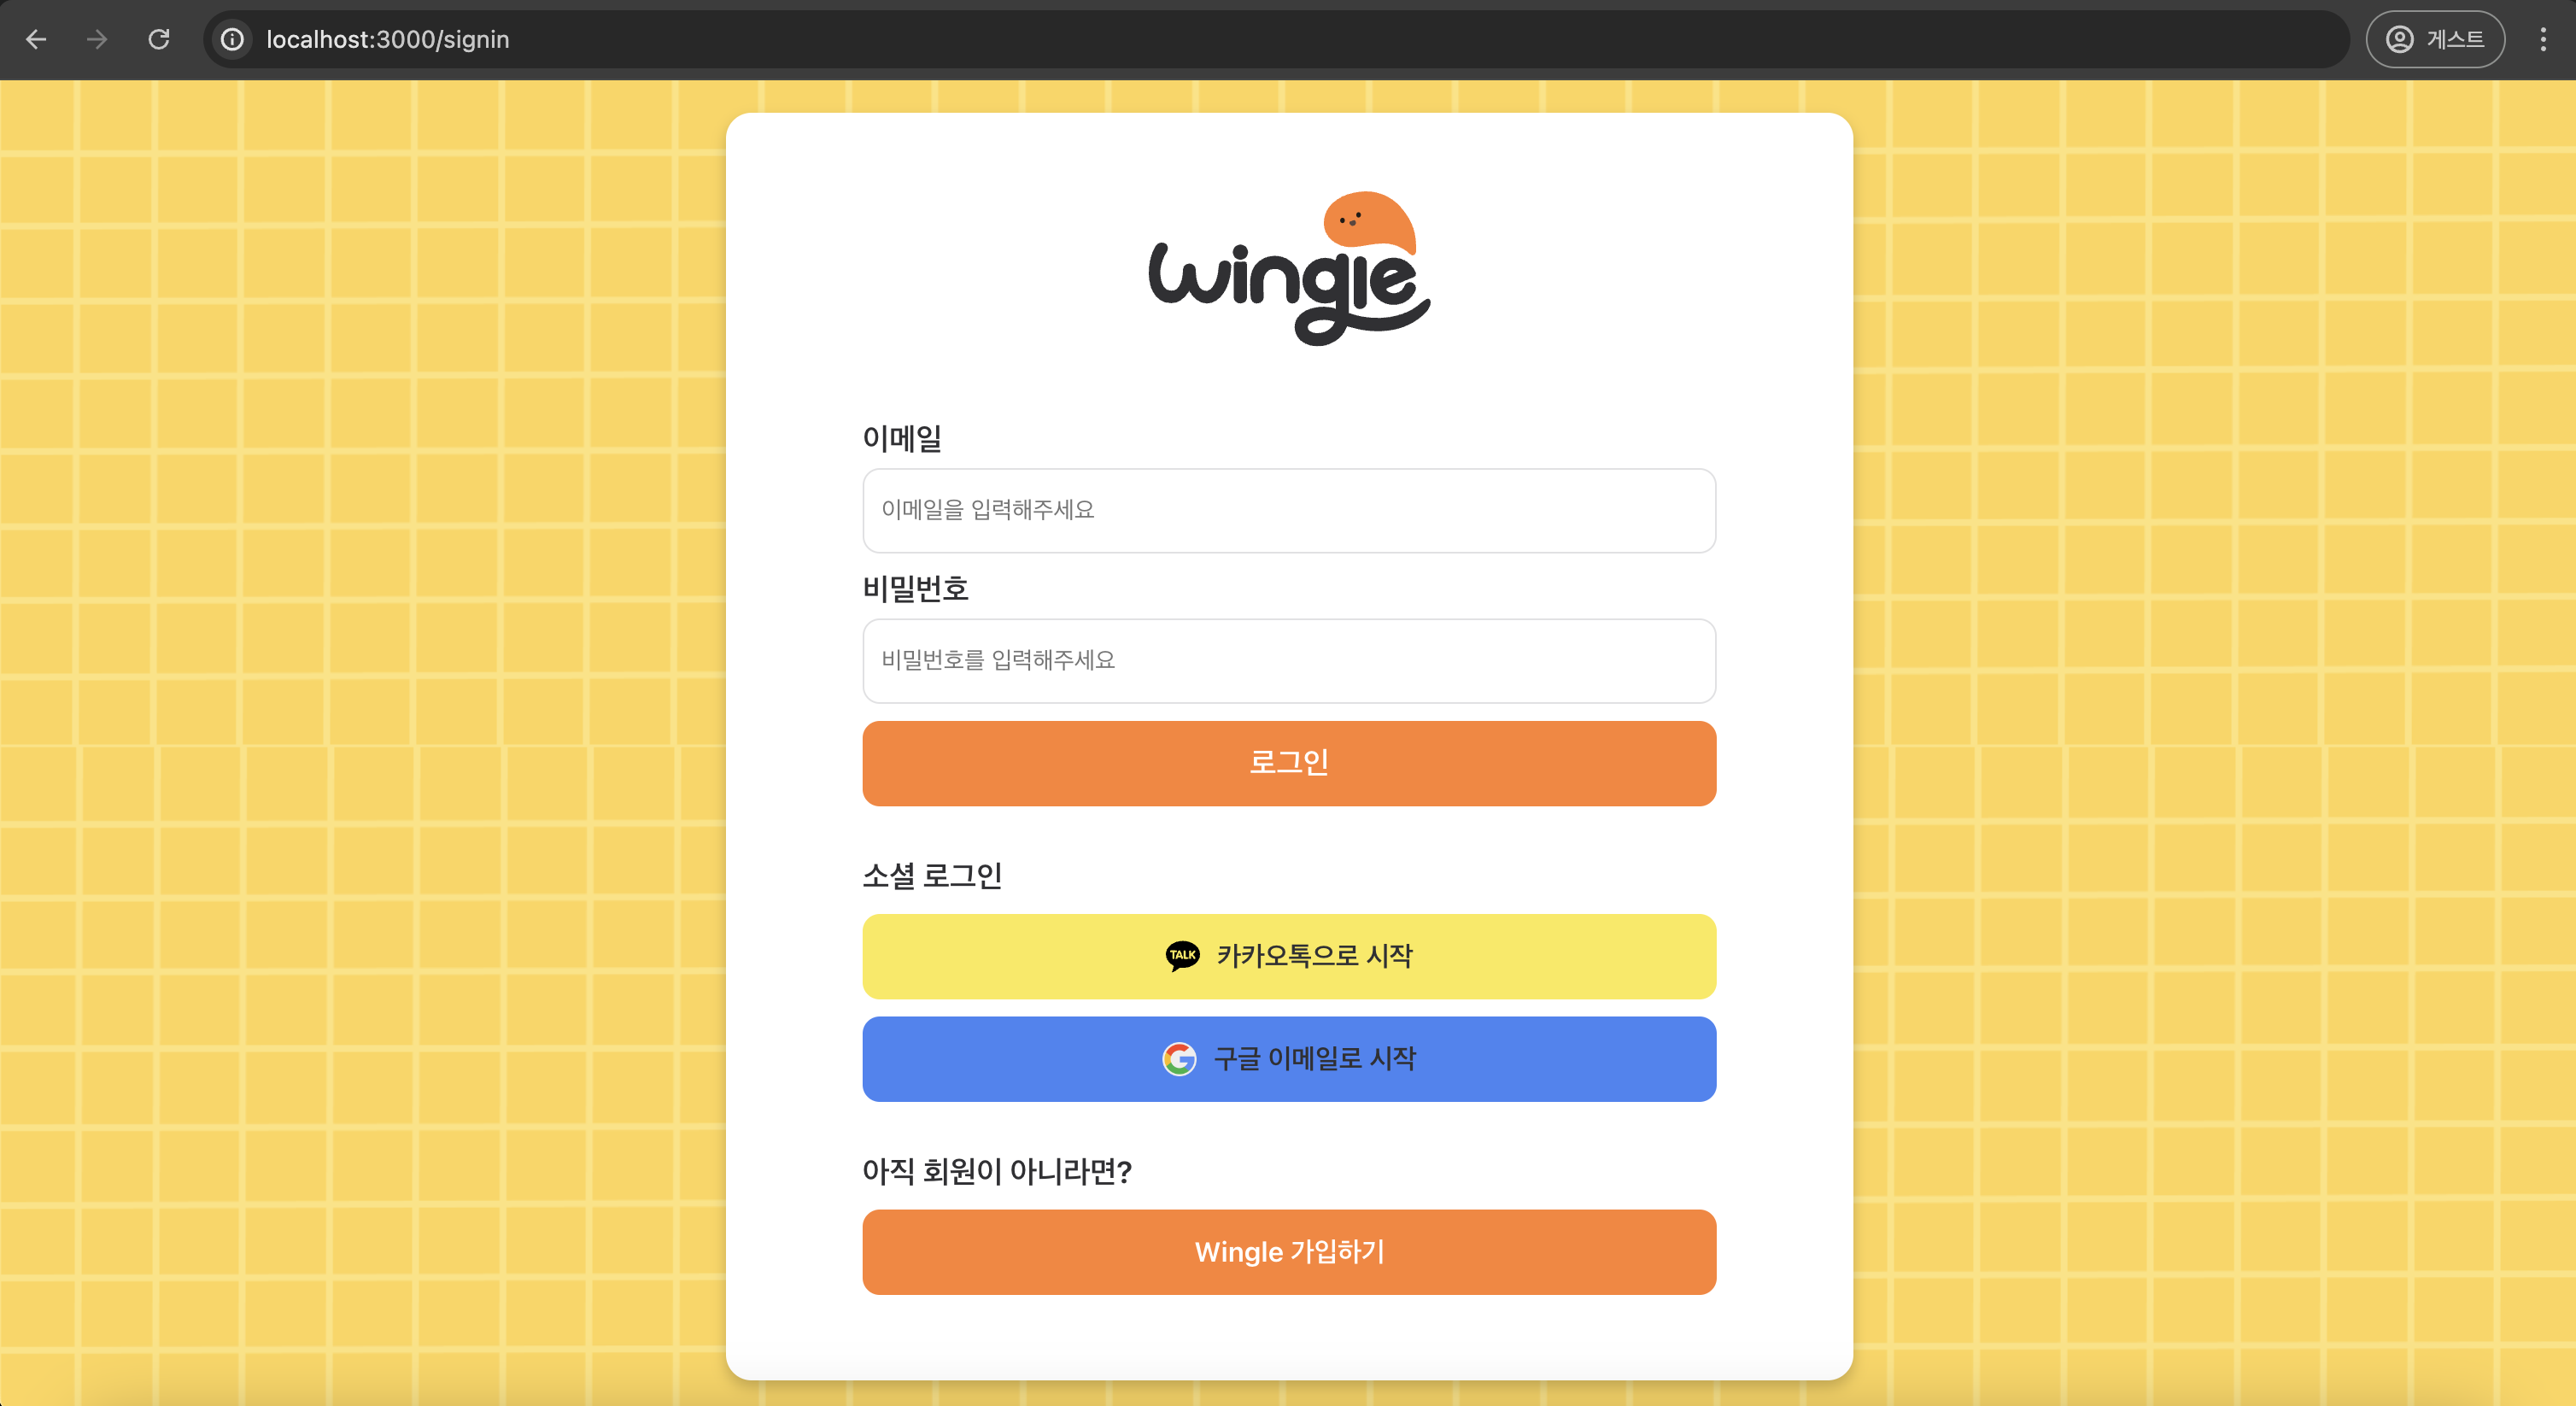 localhost:3000/signin
게스트
wingle
이메일
이메일을 입력해주세요
비밀번호
비밀번호를 입력해주세요
로그인
소셜 로그인
TALK 카카오톡으로 시작
G 구글 이메일로 시작
아직 회원이 아니라면?
Wingle 가입하기